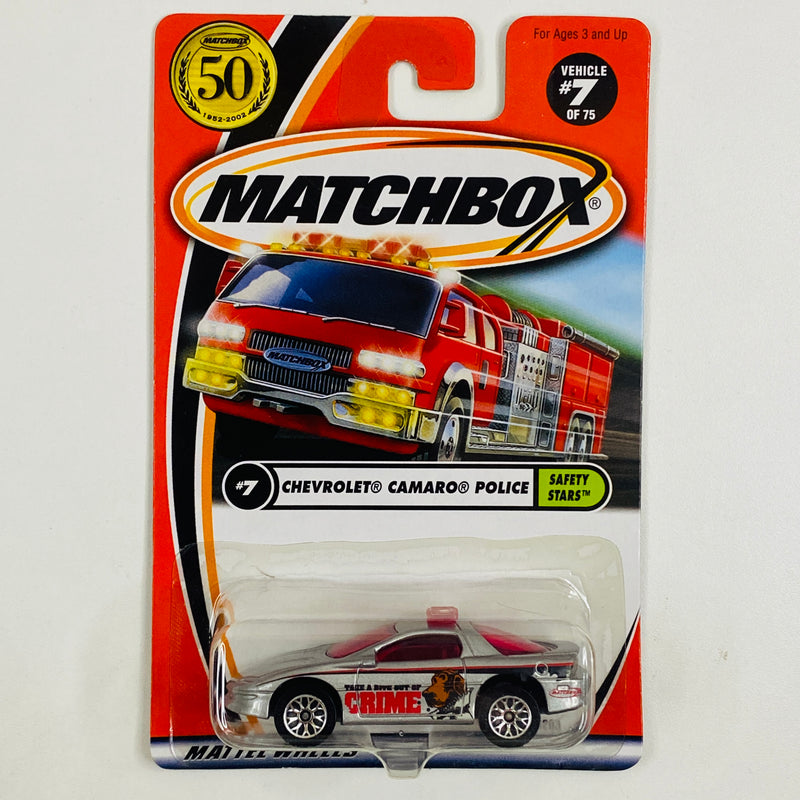 For Ages 3 and Up
MATCHBOX
50
1952-2002
VEHICLE
#7
OF 75
MATCHBOX®
MATCHBOX
#7
CHEVROLET® CAMARO® POLICE
SAFETY
STARS™
TAKE A BITE OUT OF
CRIME
MATCHBOX
MATTEL WHEELS